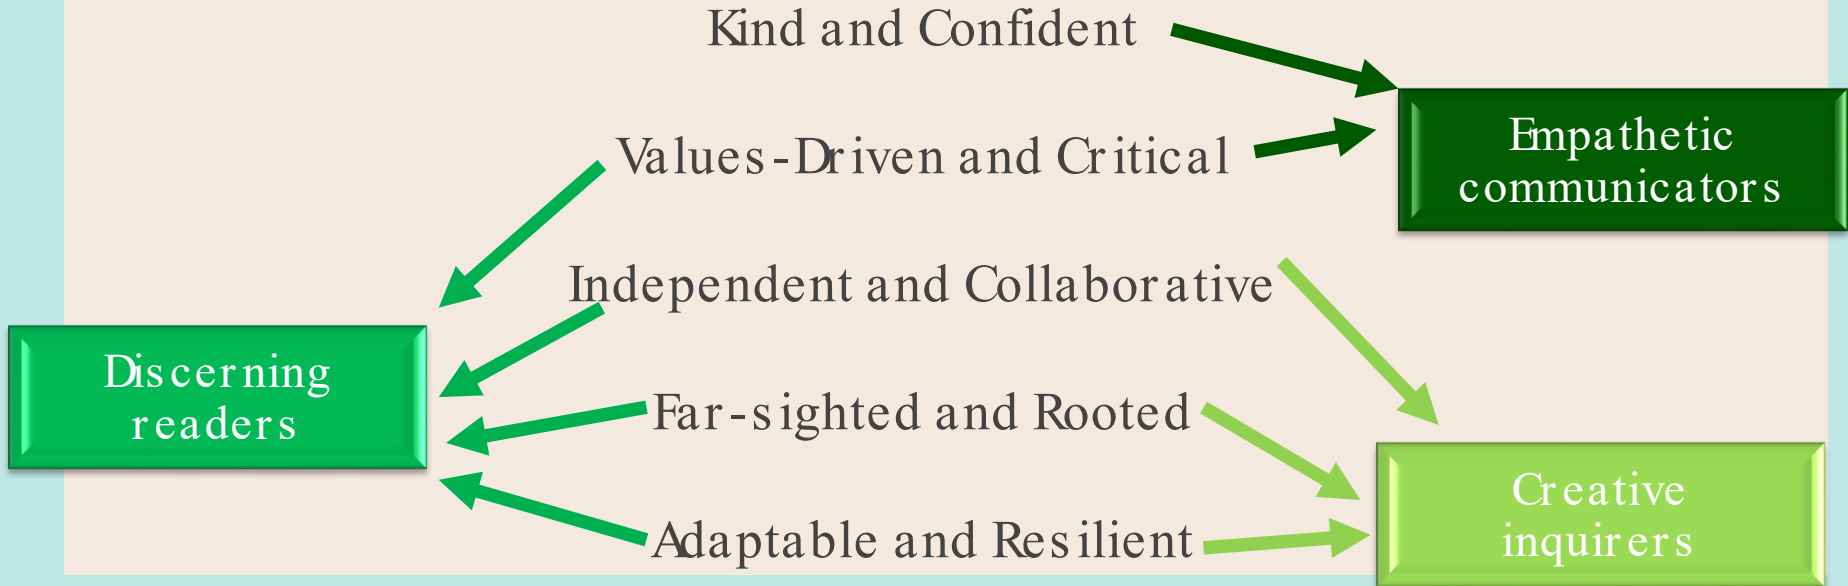 Kind and Confident
Values-Driven and Critical
Empathetic
communicators
Independent and Collaborative
Discerning
readers
Far-sighted and Rooted
Creative
inquirers
Adaptable and Resilient